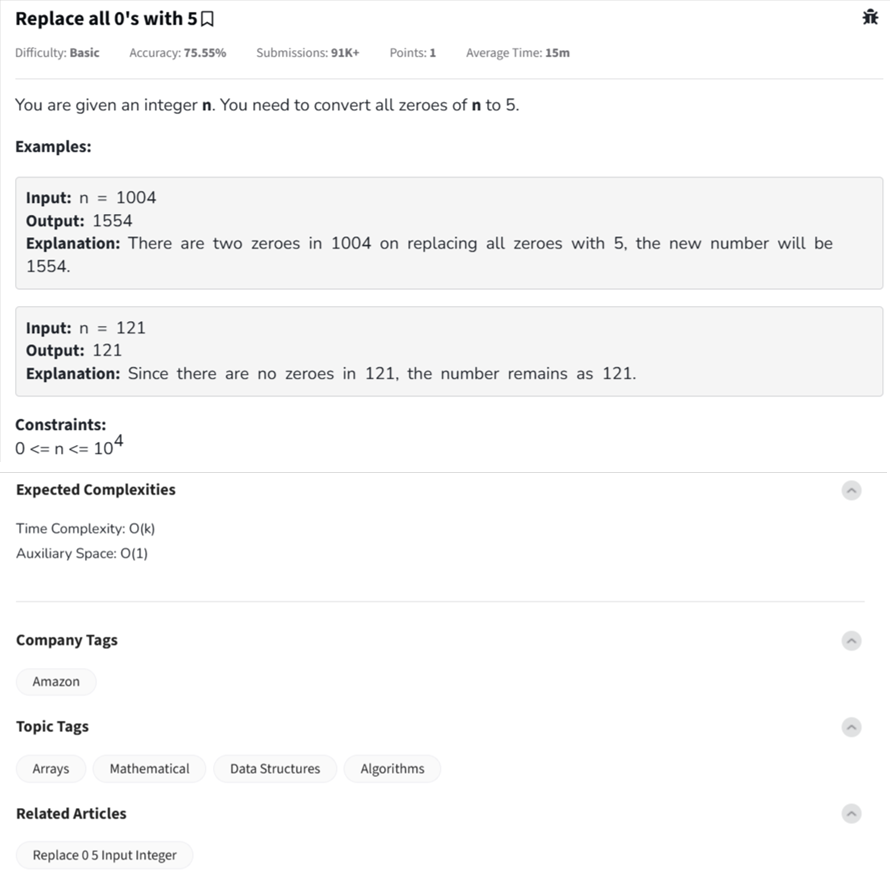 Replace all 0's with 5
Difficulty: Basic Accuracy: 75.55% Submissions: 91K+ Points: 1 Average Time: 15m
You are given an integer n. You need to convert all zeroes of n to 5.
Examples:
Input: n = 1004
Output: 1554
Explanation: There are two zeroes in 1004 on replacing all zeroes with 5, the new number will be
1554.
Input: n = 121
Output: 121
Explanation: Since there are no zeroes in 121, the number remains as 121.
Constraints:
0 <= n <= 10⁴
Expected Complexities
Time Complexity: O(k)
Auxiliary Space: O(1)
Company Tags
Amazon
Topic Tags
Arrays Mathematical Data Structures Algorithms
Related Articles
Replace 0 5 Input Integer